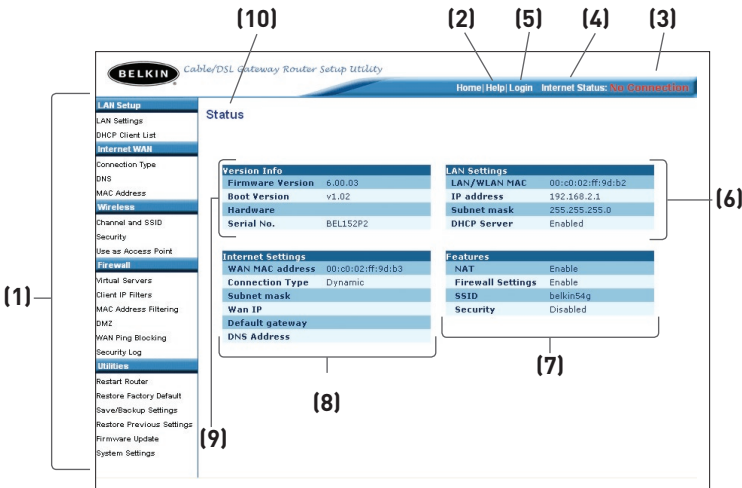 (10)
(2)
(5)
(4)
(3)
BELKIN
Cable/DSL Gateway Router Setup Utility
Home|Help|Login Internet Status: No Connection
(1)
LAN Setup
LAN Settings
DHCP Client List
Internet WAN
Connection Type
DNS
MAC Address
Wireless
Channel and SSID
Security
Use as Access Point
Firewall
Virtual Servers
Client IP Filters
MAC Address Filtering
DMZ
WAN Ping Blocking
Security Log
Utilities
Restart Router
Restore Factory Default
Save/Backup Settings
Restore Previous Settings
Firmware Update
System Settings
Status
Version Info
Firmware Version 6.00.03
Boot Version v1.02
Hardware
Serial No. BEL152P2
LAN Settings
LAN/WLAN MAC 00:c0:02:ff:9d:b2
IP address 192.168.2.1
Subnet mask 255.255.255.0
DHCP Server Enabled
(6)
Internet Settings
WAN MAC address 00:c0:02:ff:9d:b3
Connection Type Dynamic
Subnet mask
Wan IP
Default gateway
DNS Address
Features
NAT Enable
Firewall Settings Enable
SSID belkin54g
Security Disabled
(7)
(8)
(9)